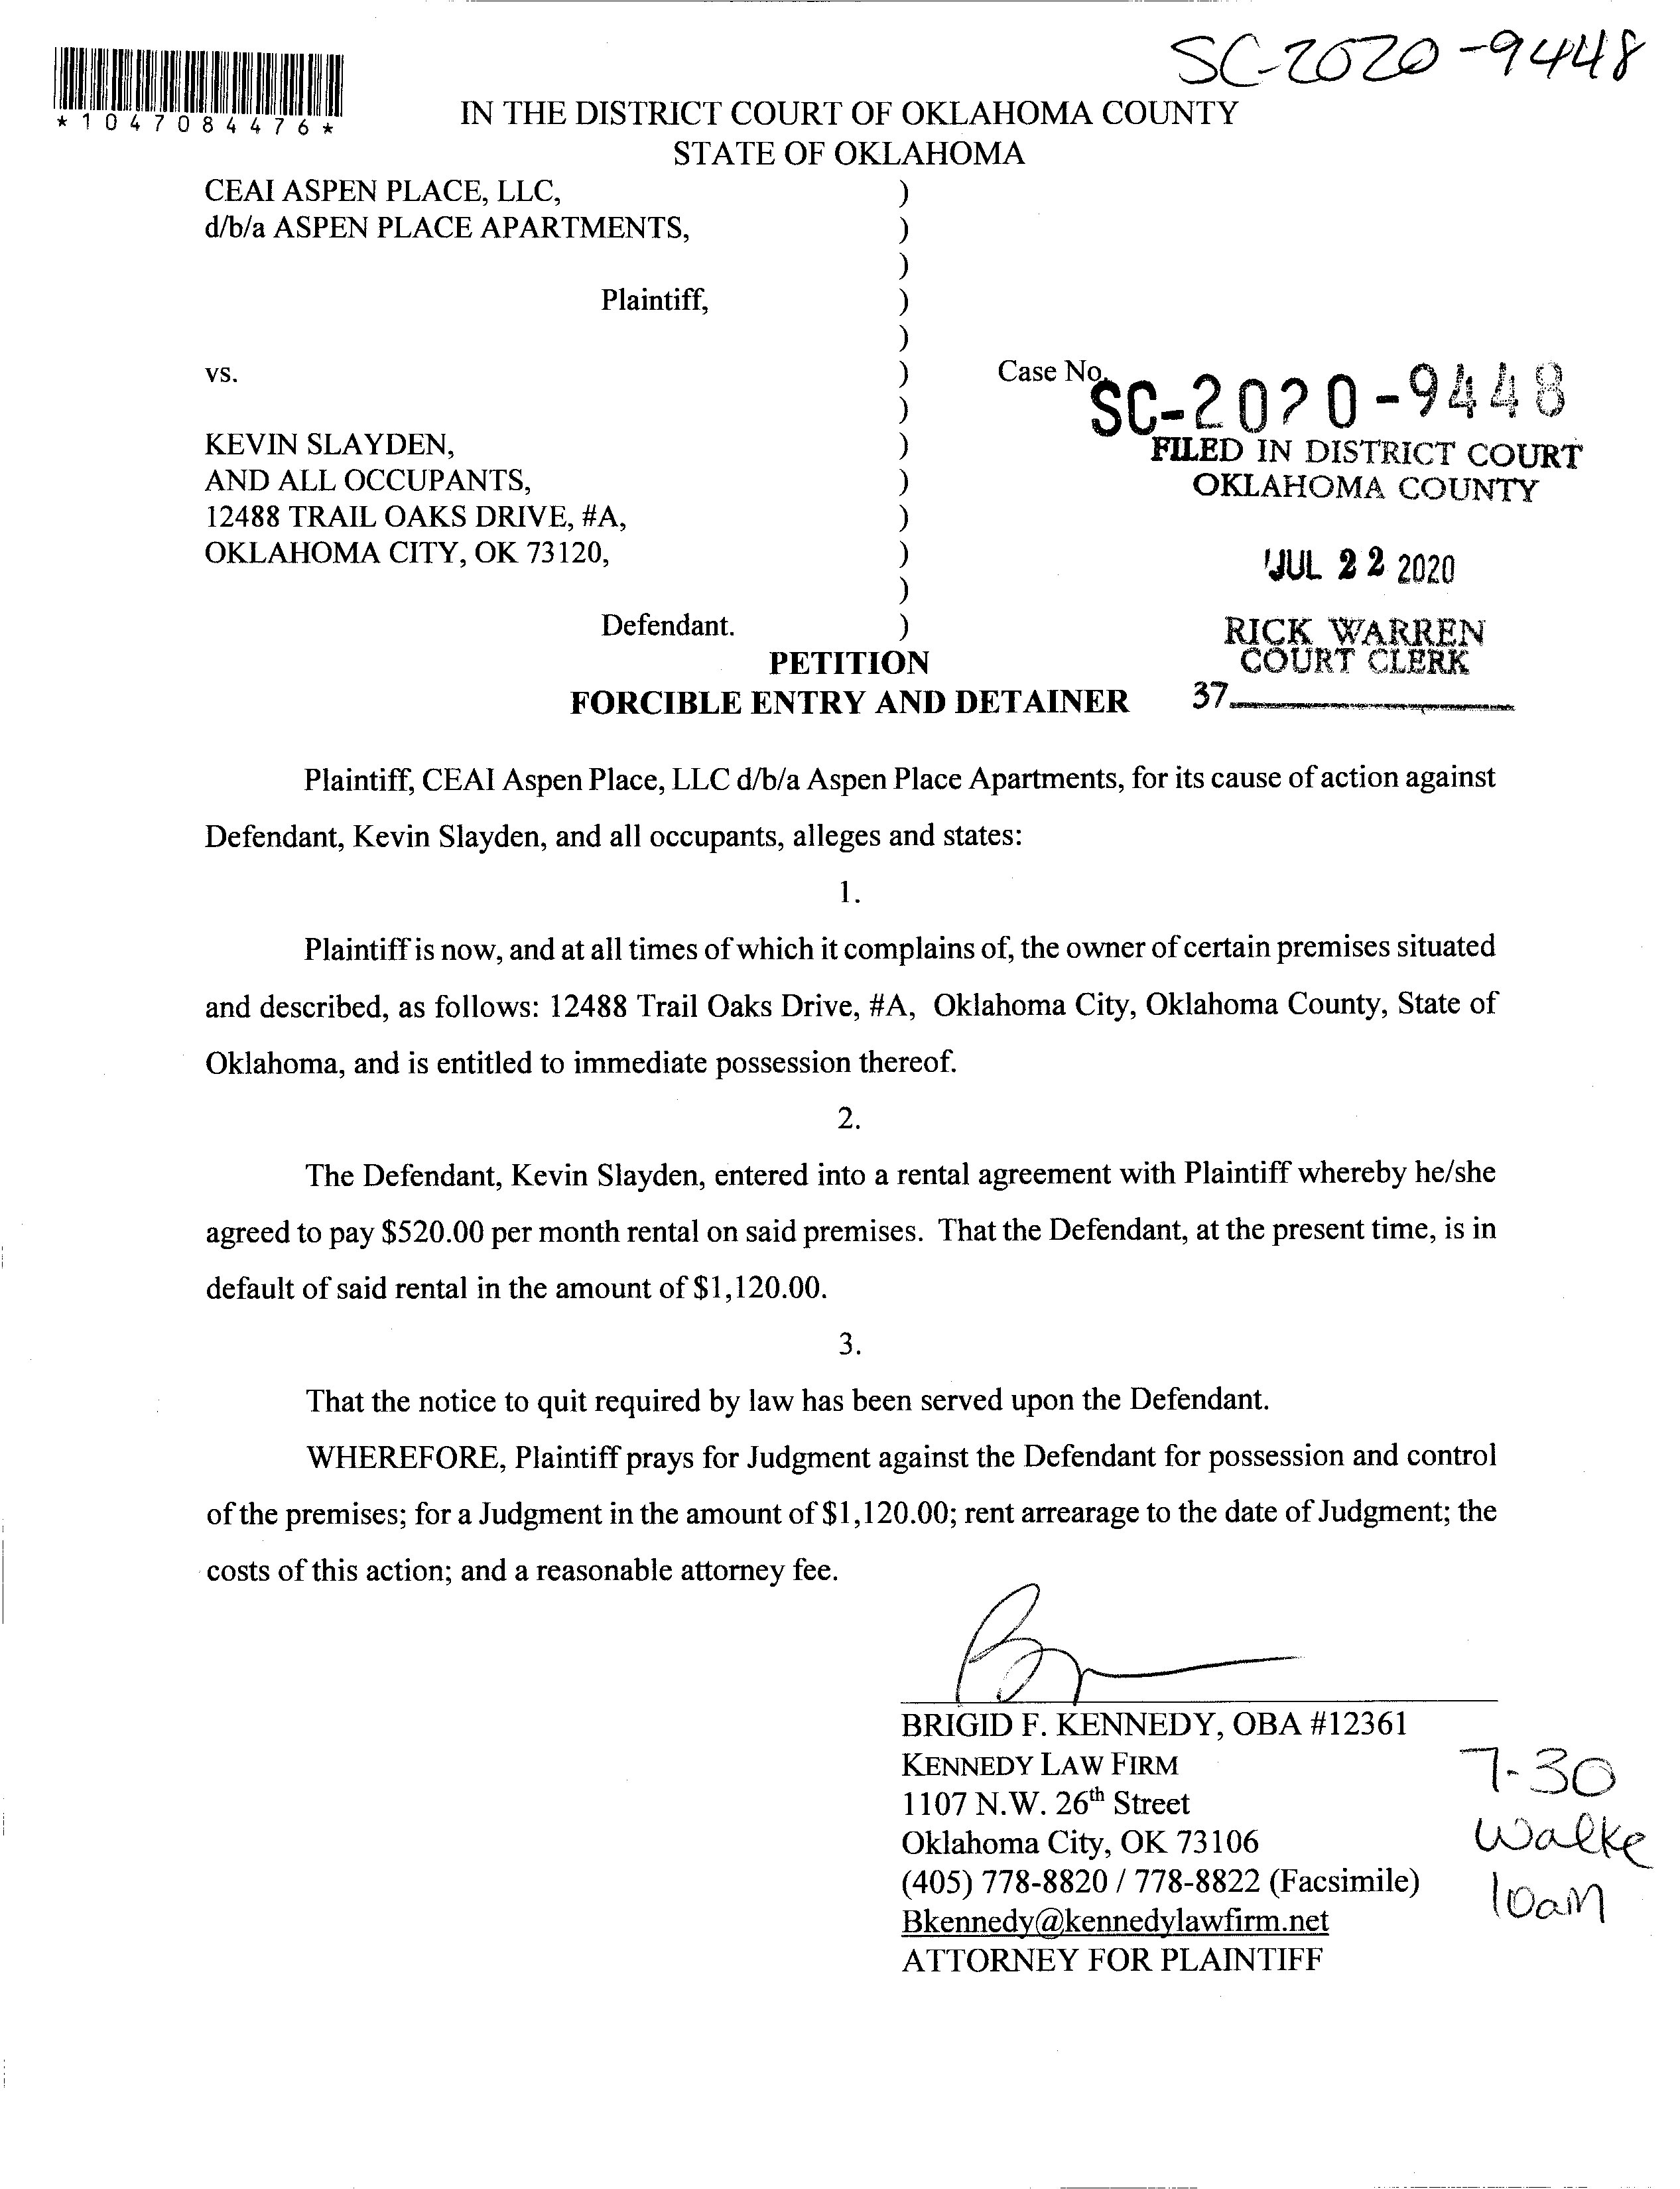 SC-2020-9448
*1047084476*
IN THE DISTRICT COURT OF OKLAHOMA COUNTY
STATE OF OKLAHOMA
CEAI ASPEN PLACE, LLC, )
d/b/a ASPEN PLACE APARTMENTS, )
)
Plaintiff, )
)
vs. ) Case No.
) SC-2020-9448
KEVIN SLAYDEN, ) FILED IN DISTRICT COURT
AND ALL OCCUPANTS, ) OKLAHOMA COUNTY
12488 TRAIL OAKS DRIVE, #A, )
OKLAHOMA CITY, OK 73120, ) JUL 22 2020
)
Defendant. ) RICK WARREN
PETITION COURT CLERK
FORCIBLE ENTRY AND DETAINER 37
Plaintiff, CEAI Aspen Place, LLC d/b/a Aspen Place Apartments, for its cause of action against
Defendant, Kevin Slayden, and all occupants, alleges and states:
1.
Plaintiff is now, and at all times of which it complains of, the owner of certain premises situated
and described, as follows: 12488 Trail Oaks Drive, #A, Oklahoma City, Oklahoma County, State of
Oklahoma, and is entitled to immediate possession thereof.
2.
The Defendant, Kevin Slayden, entered into a rental agreement with Plaintiff whereby he/she
agreed to pay $520.00 per month rental on said premises. That the Defendant, at the present time, is in
default of said rental in the amount of $1,120.00.
3.
That the notice to quit required by law has been served upon the Defendant.
WHEREFORE, Plaintiff prays for Judgment against the Defendant for possession and control
of the premises; for a Judgment in the amount of $1,120.00; rent arrearage to the date of Judgment; the
costs of this action; and a reasonable attorney fee.
BRIGID F. KENNEDY, OBA #12361
KENNEDY LAW FIRM
1107 N.W. 26th Street
Oklahoma City, OK 73106
(405) 778-8820 / 778-8822 (Facsimile)
Bkennedy@kennedylawfirm.net
ATTORNEY FOR PLAINTIFF
7-30
Walke
10am